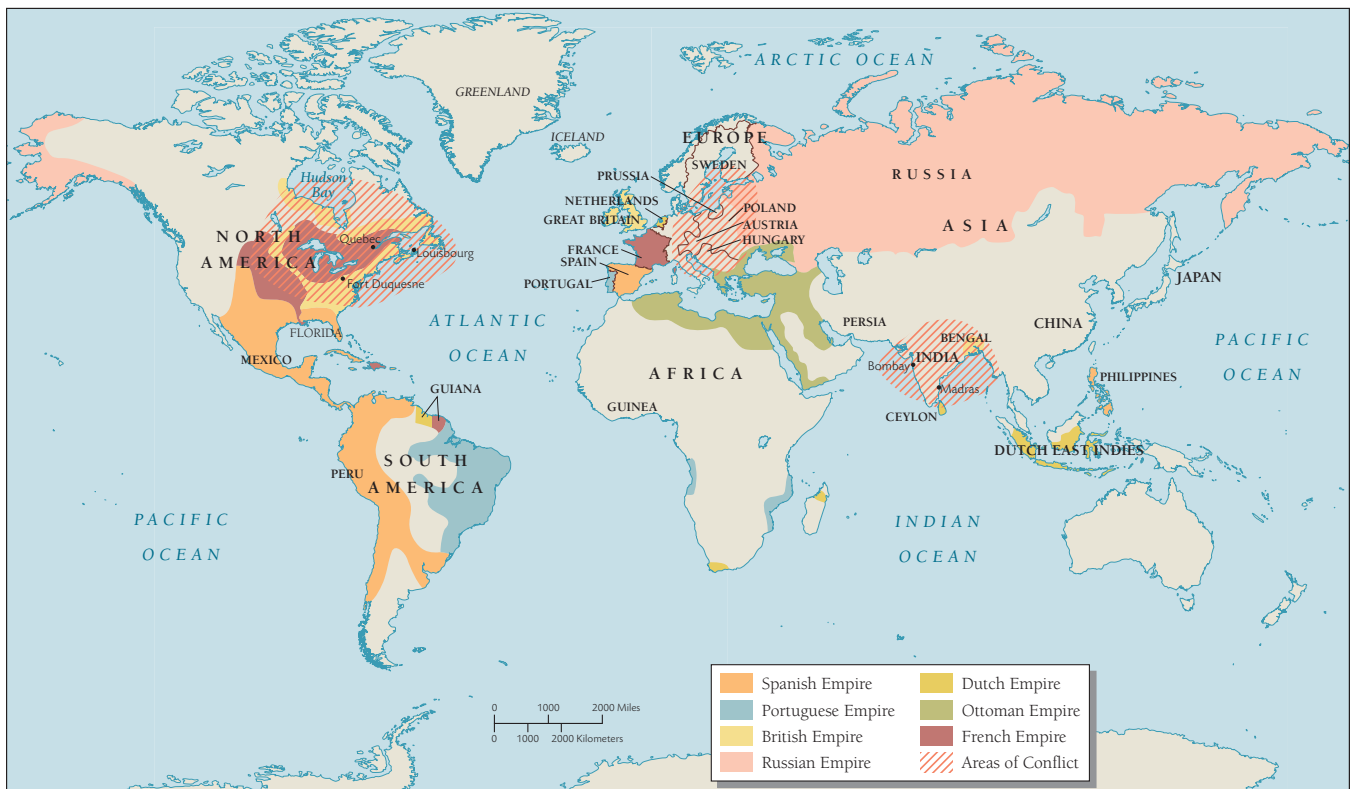 ARCTIC OCEAN
GREENLAND
ICELAND
EUROPE
SWEDEN
PRUSSIA
RUSSIA
Hudson
Bay
NETHERLANDS
GREAT BRITAIN
POLAND
AUSTRIA
HUNGARY
ASIA
NORTH
AMERICA
Quebec
Louisbourg
FRANCE
SPAIN
PORTUGAL
Fort Duquesne
JAPAN
FLORIDA
ATLANTIC
OCEAN
PERSIA
CHINA
BENGAL
INDIA
Bombay
Madras
MEXICO
PACIFIC
OCEAN
AFRICA
GUIANA
GUINEA
CEYLON
PHILIPPINES
DUTCH EAST INDIES
PERU
SOUTH
AMERICA
PACIFIC
OCEAN
INDIAN
OCEAN
0 1000 2000 Miles
0 1000 2000 Kilometers
Spanish Empire
Portuguese Empire
British Empire
Russian Empire
Dutch Empire
Ottoman Empire
French Empire
Areas of Conflict